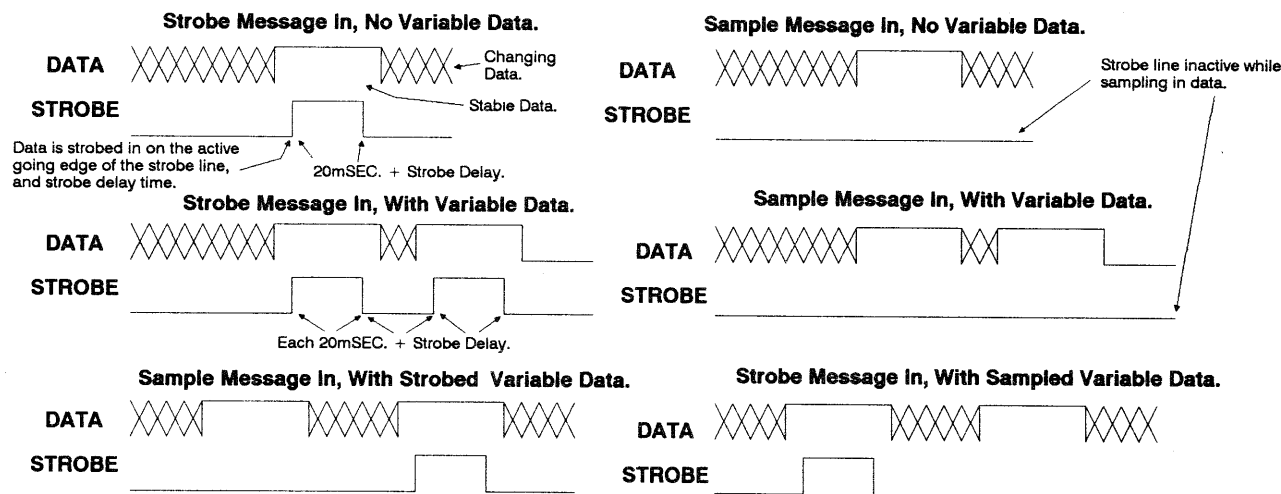 Strobe Message In, No Variable Data.
DATA
Changing
Data.
STROBE
Stable Data.
Data is strobed in on the active
going edge of the strobe line,
and strobe delay time.
20mSEC. + Strobe Delay.
Sample Message In, No Variable Data.
DATA
STROBE
Strobe line inactive while
sampling in data.
Strobe Message In, With Variable Data.
DATA
STROBE
Each 20mSEC. + Strobe Delay.
Sample Message In, With Variable Data.
DATA
STROBE
Sample Message In, With Strobed Variable Data.
DATA
STROBE
Strobe Message In, With Sampled Variable Data.
DATA
STROBE